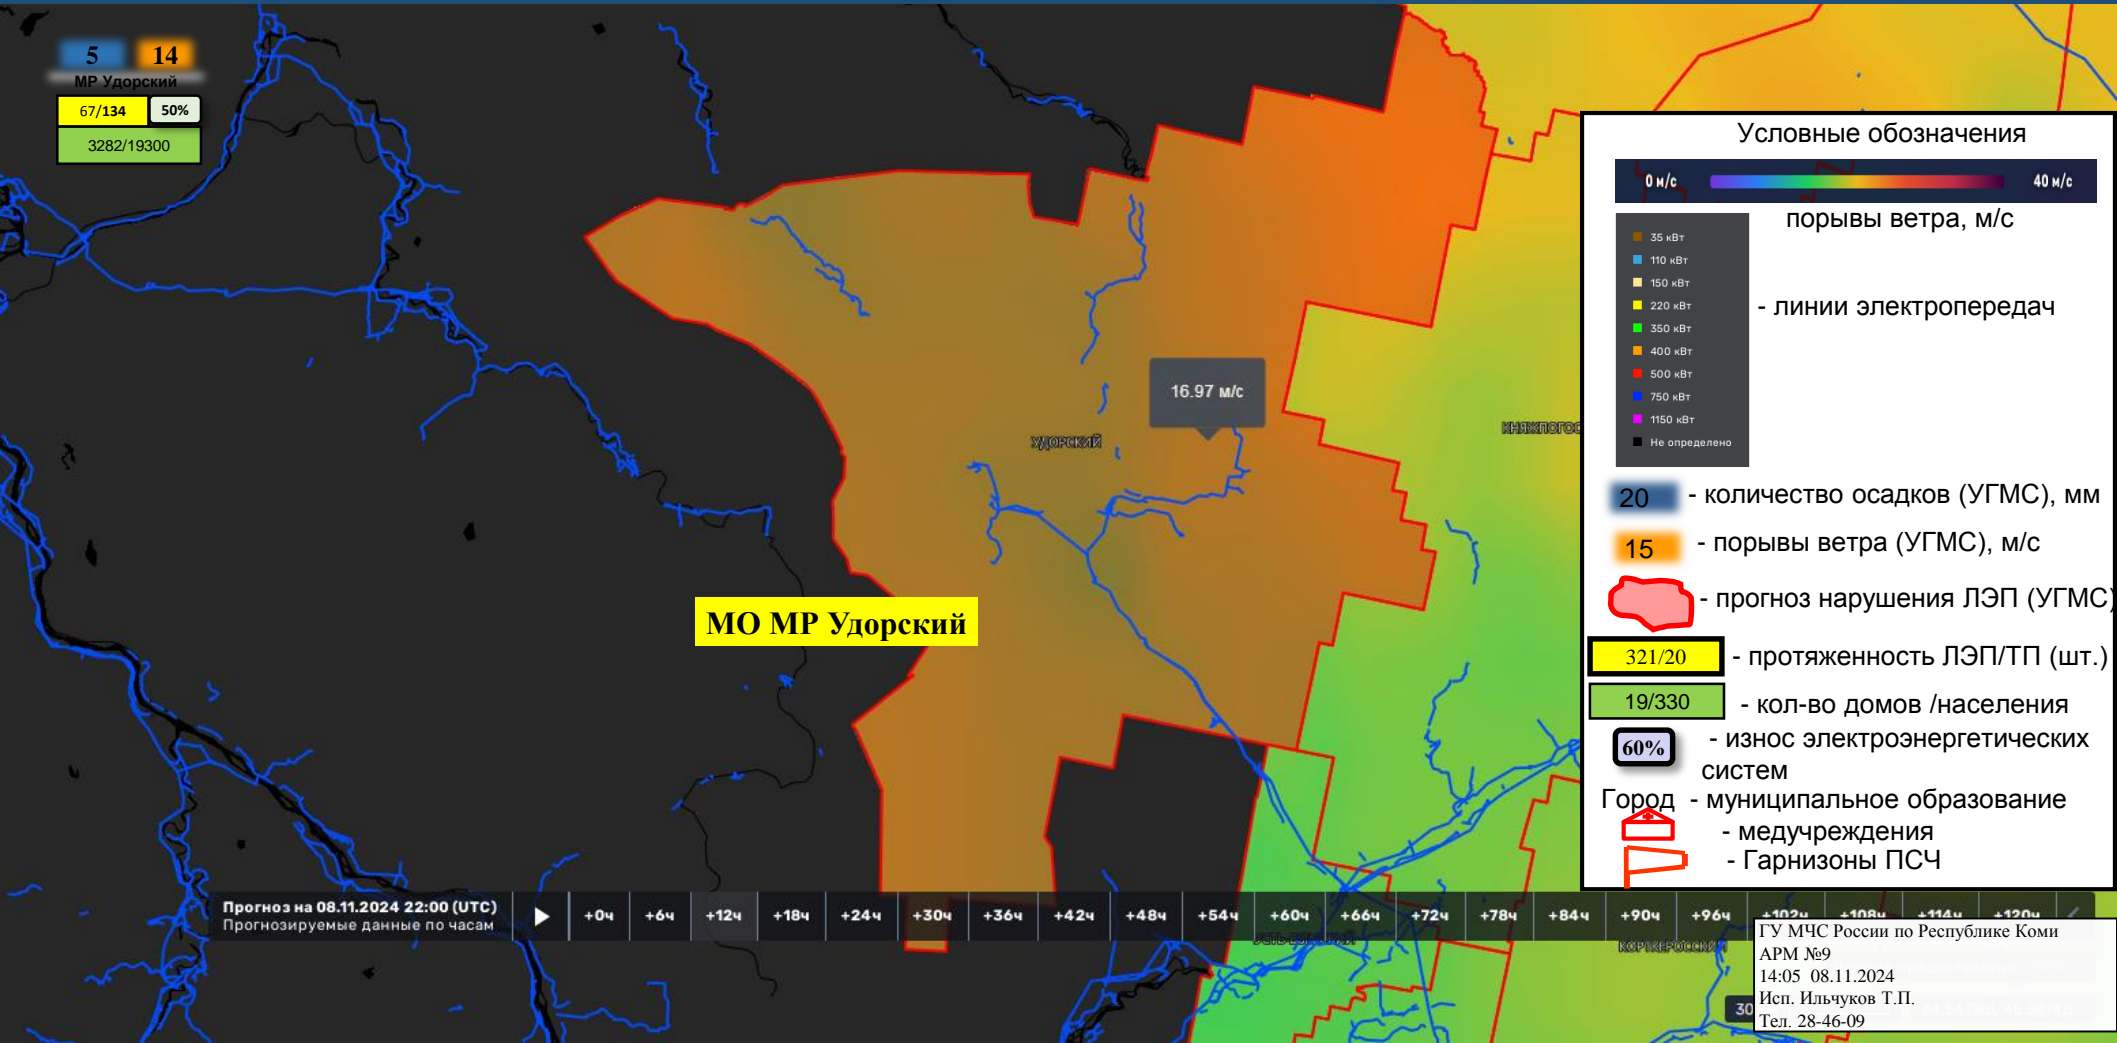 5 14
МР Удорский
67/134 50%
3282/19300
16.97 м/с
УДОРСКИЙ
МО МР Удорский
Условные обозначения
0 м/с 40 м/с
порывы ветра, м/с
35 кВт
110 кВт
150 кВт
220 кВт
350 кВт
400 кВт
500 кВт
750 кВт
1150 кВт
Не определено
- линии электропередач
20 - количество осадков (УГМС), мм
15 - порывы ветра (УГМС), м/с
- прогноз нарушения ЛЭП (УГМС)
321/20 - протяженность ЛЭП/ТП (шт.)
19/330 - кол-во домов /населения
60% - износ электроэнергетических
систем
Город - муниципальное образование
- медучреждения
- Гарнизоны ПСЧ
Прогноз на 08.11.2024 22:00 (UTC)
Прогнозируемые данные по часам
+0ч +6ч +12ч +18ч +24ч +30ч +36ч +42ч +48ч +54ч +60ч +66ч +72ч +78ч +84ч +90ч +96ч +102ч +108ч +114ч +120ч
КОРТКЕРОССКИЙ
30
ГУ МЧС России по Республике Коми
АРМ №9
14:05 08.11.2024
Исп. Ильчуков Т.П.
Тел. 28-46-09